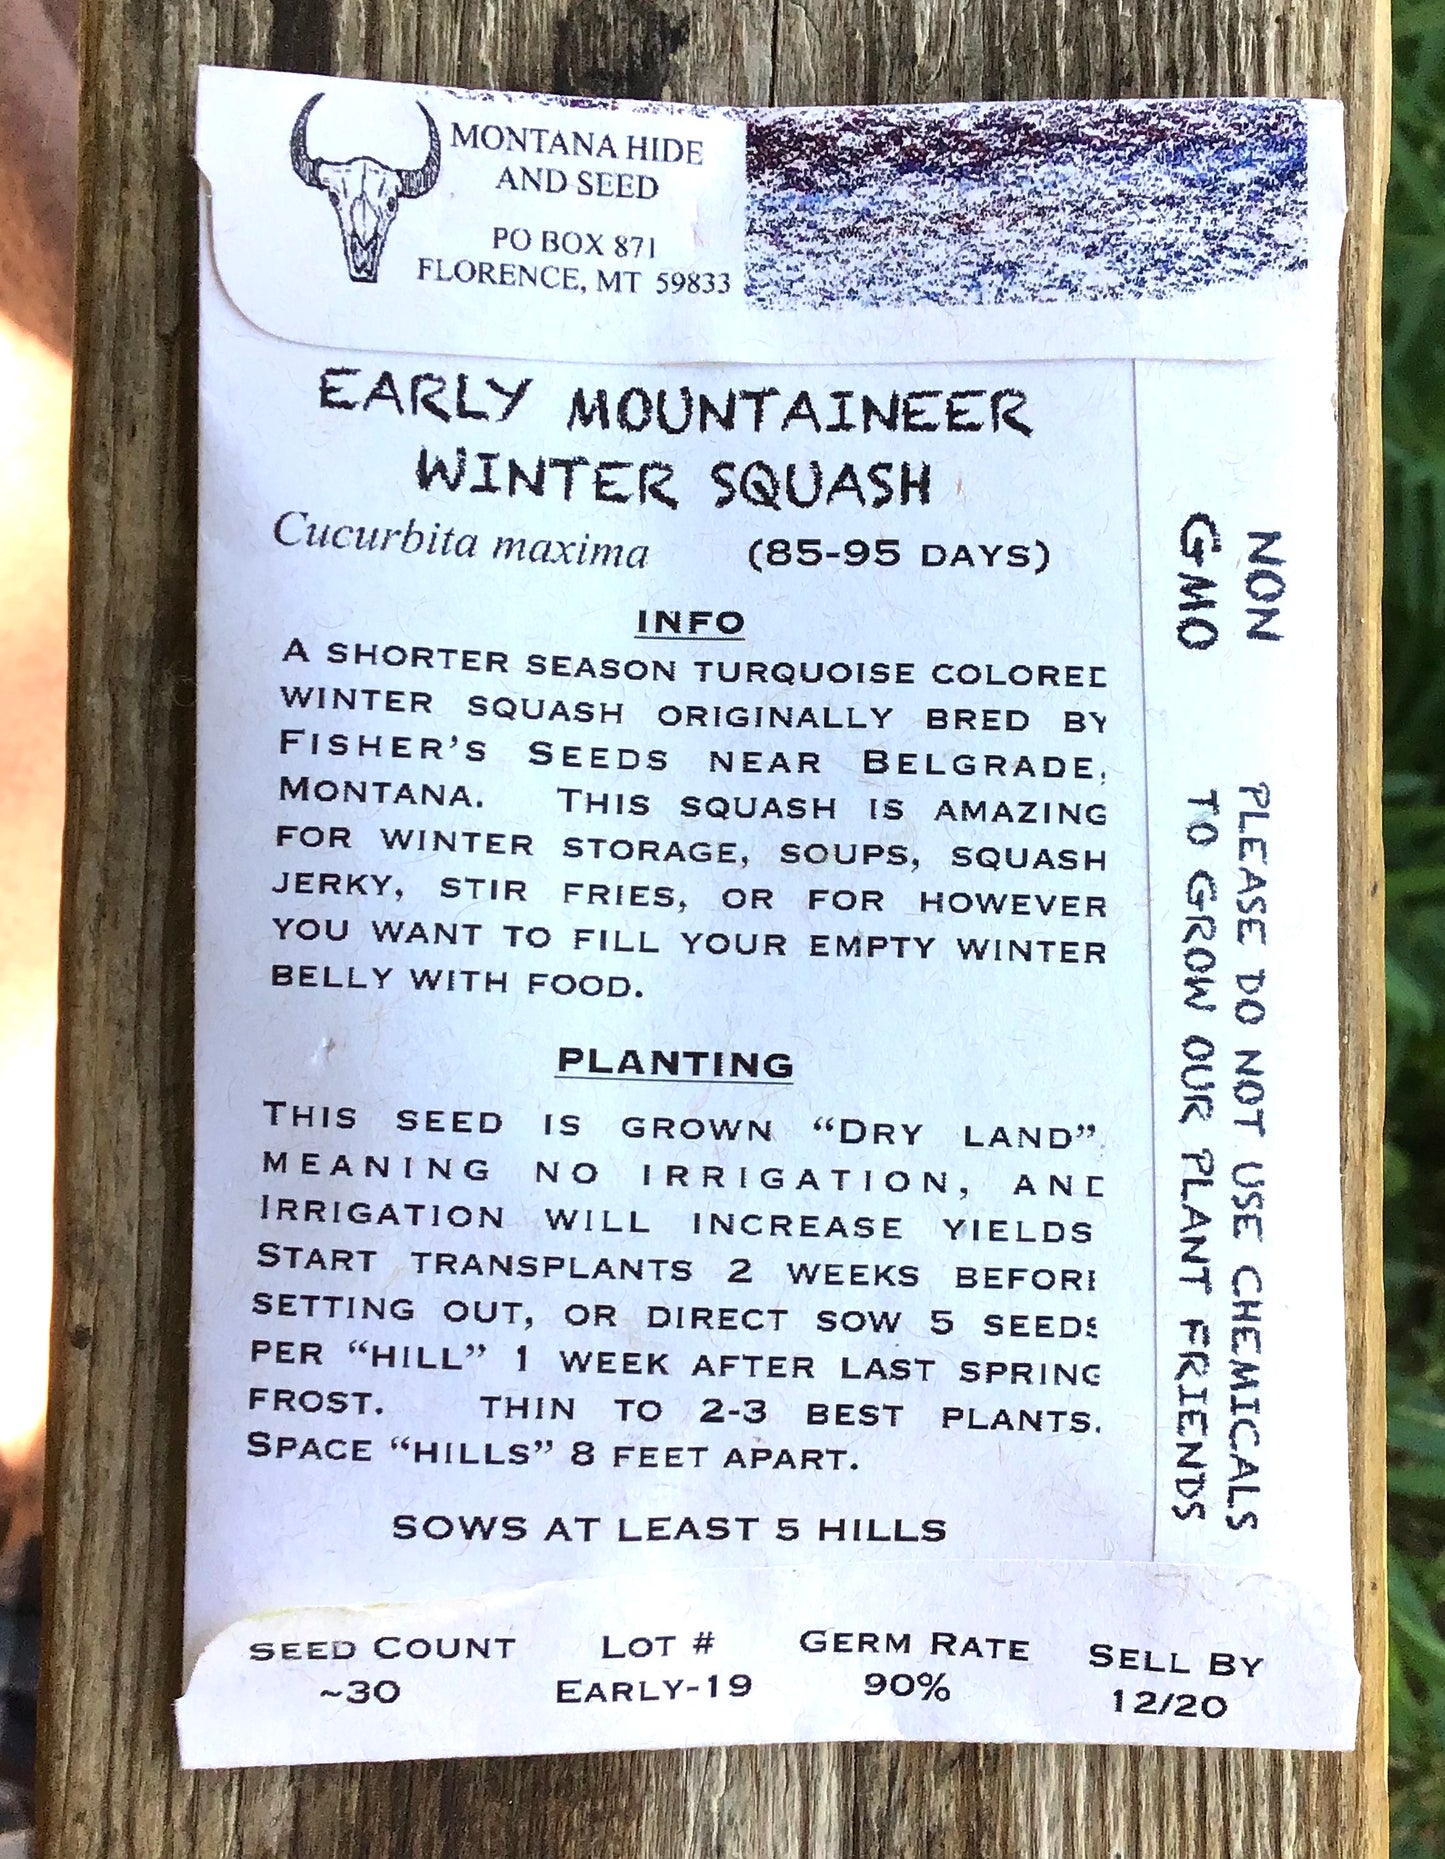 MONTANA HIDE
AND SEED
PO BOX 871
FLORENCE, MT 59833
EARLY MOUNTAINEER
WINTER SQUASH
Cucurbita maxima (85-95 DAYS)
INFO
A SHORTER SEASON TURQUOISE COLORED
WINTER SQUASH ORIGINALLY BRED BY
FISHER'S SEEDS NEAR BELGRADE,
MONTANA. THIS SQUASH IS AMAZING
FOR WINTER STORAGE, SOUPS, SQUASH
JERKY, STIR FRIES, OR FOR HOWEVER
YOU WANT TO FILL YOUR EMPTY WINTER
BELLY WITH FOOD.
PLANTING
THIS SEED IS GROWN “DRY LAND”
MEANING NO IRRIGATION, AND
IRRIGATION WILL INCREASE YIELDS
START TRANSPLANTS 2 WEEKS BEFORE
SETTING OUT, OR DIRECT SOW 5 SEEDS
PER “HILL” 1 WEEK AFTER LAST SPRING
FROST. THIN TO 2-3 BEST PLANTS.
SPACE “HILLS” 8 FEET APART.
SOWS AT LEAST 5 HILLS
NON
GMO
PLEASE DO NOT USE CHEMICALS
TO GROW OUR PLANT FRIENDS
SEED COUNT LOT # GERM RATE SELL BY
~30 EARLY-19 90% 12/20